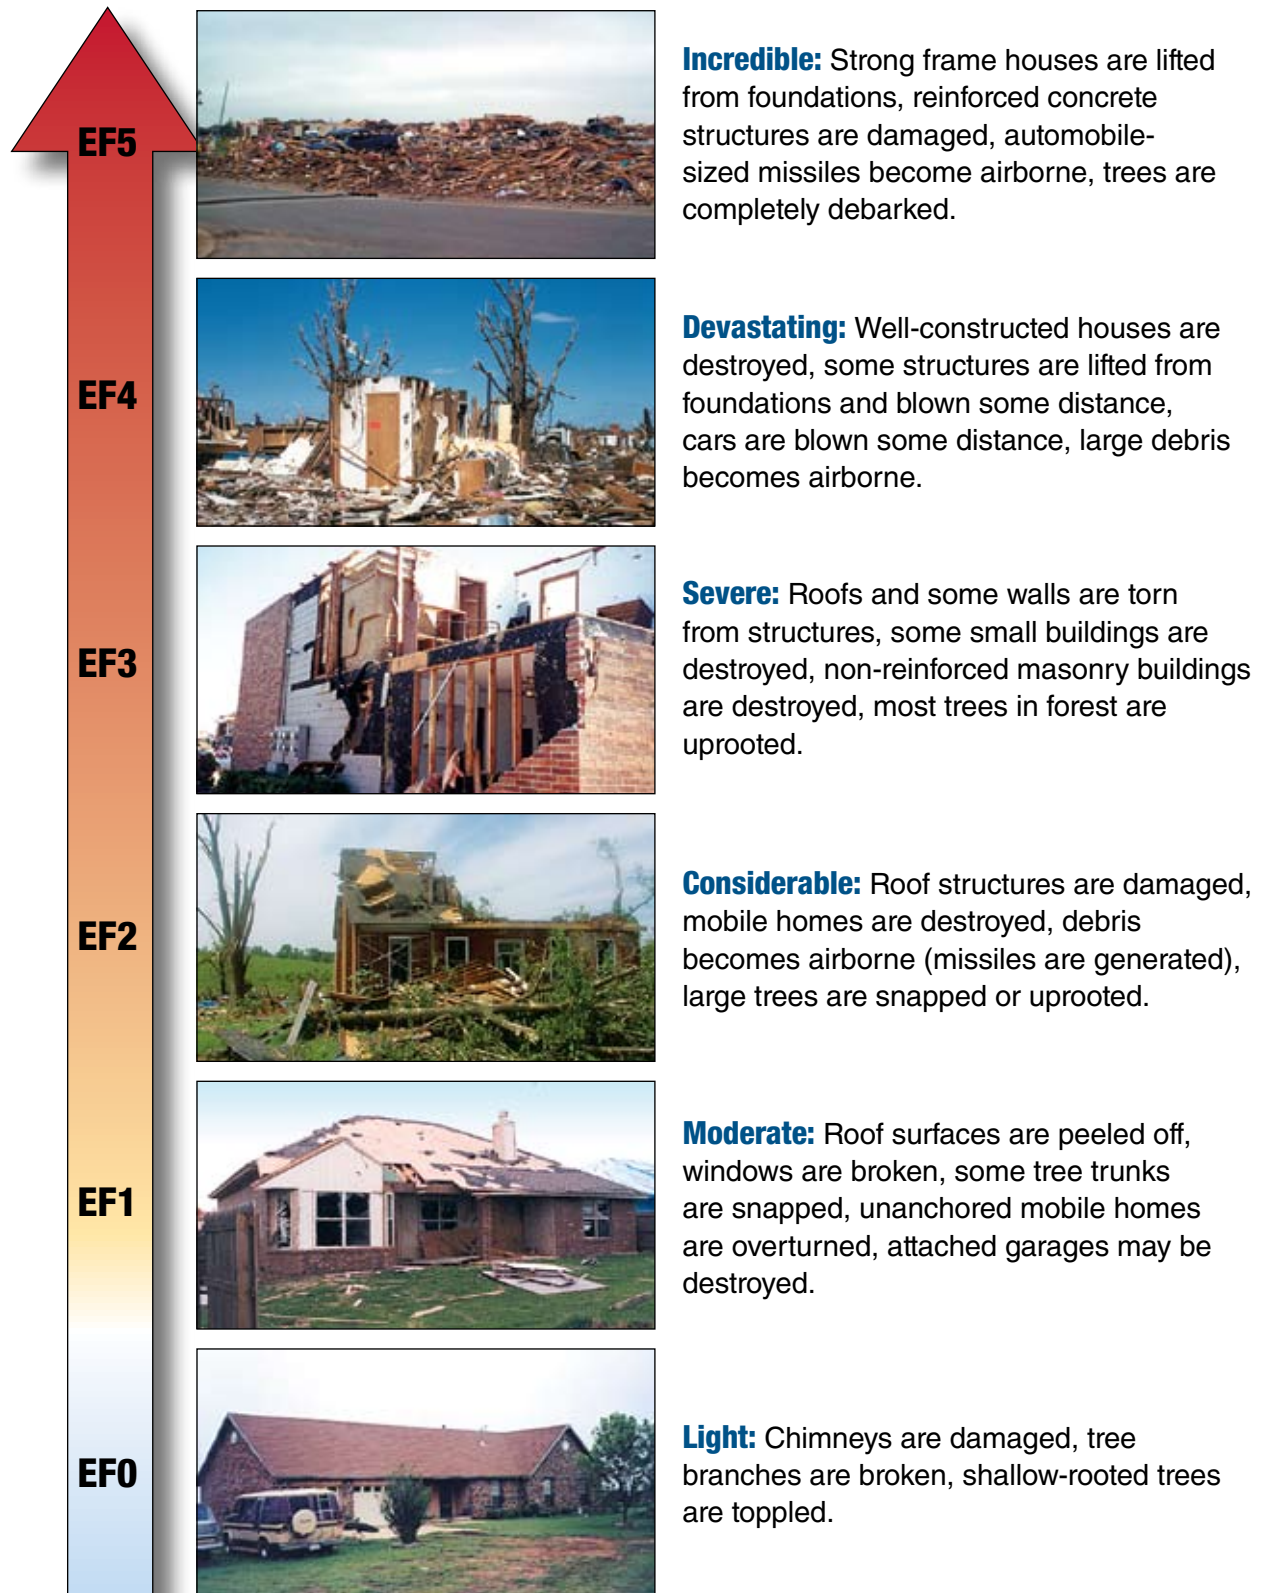 EF5
Incredible: Strong frame houses are lifted
from foundations, reinforced concrete
structures are damaged, automobile-
sized missiles become airborne, trees are
completely debarked.
EF4
Devastating: Well-constructed houses are
destroyed, some structures are lifted from
foundations and blown some distance,
cars are blown some distance, large debris
becomes airborne.
EF3
Severe: Roofs and some walls are torn
from structures, some small buildings are
destroyed, non-reinforced masonry buildings
are destroyed, most trees in forest are
uprooted.
EF2
Considerable: Roof structures are damaged,
mobile homes are destroyed, debris
becomes airborne (missiles are generated),
large trees are snapped or uprooted.
EF1
Moderate: Roof surfaces are peeled off,
windows are broken, some tree trunks
are snapped, unanchored mobile homes
are overturned, attached garages may be
destroyed.
EF0
Light: Chimneys are damaged, tree
branches are broken, shallow-rooted trees
are toppled.